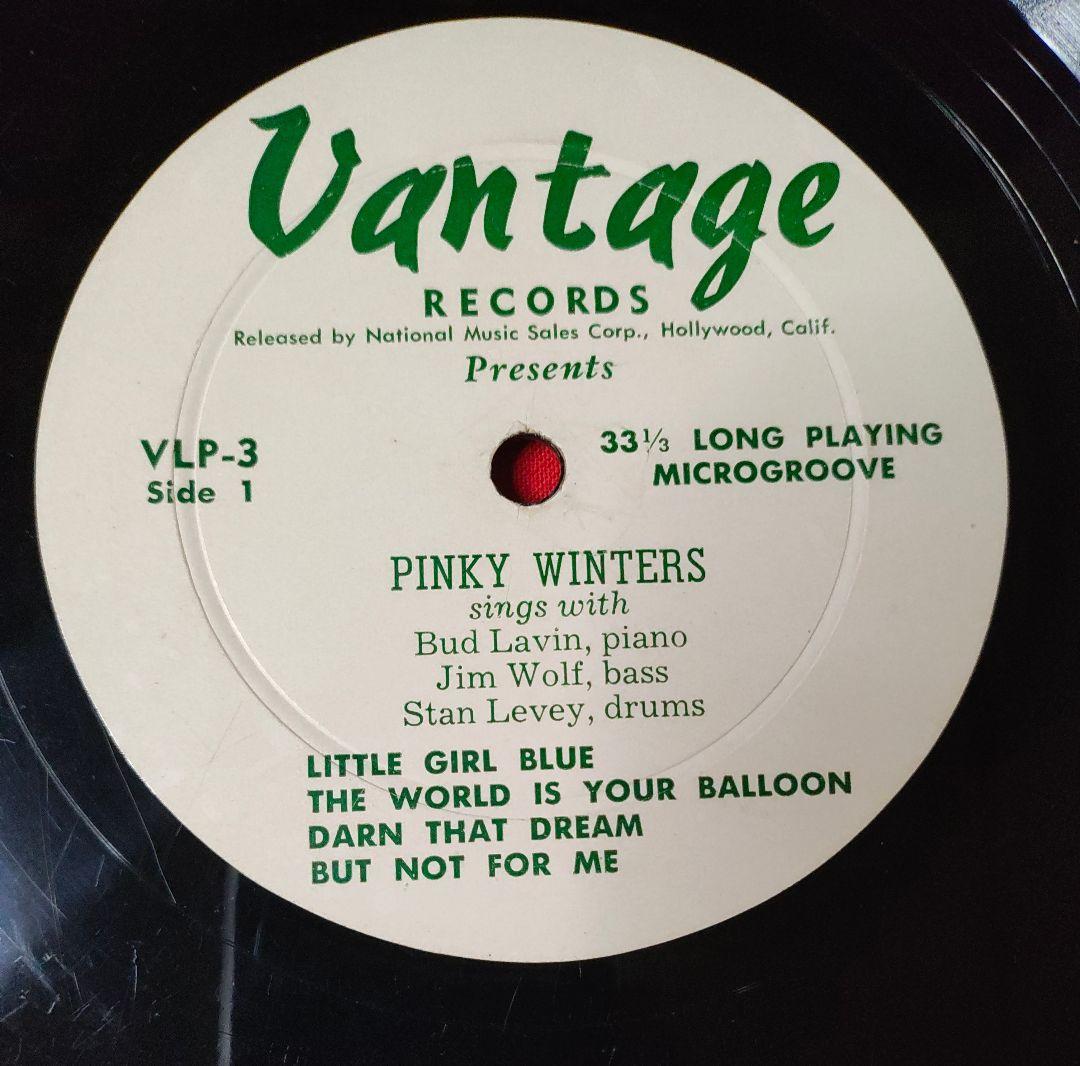 Vantage
RECORDS
Released by National Music Sales Corp., Hollywood, Calif.
Presents
VLP-3
Side 1
33⅓ LONG PLAYING
MICROGROOVE
PINKY WINTERS
sings with
Bud Lavin, piano
Jim Wolf, bass
Stan Levey, drums
LITTLE GIRL BLUE
THE WORLD IS YOUR BALLOON
DARN THAT DREAM
BUT NOT FOR ME